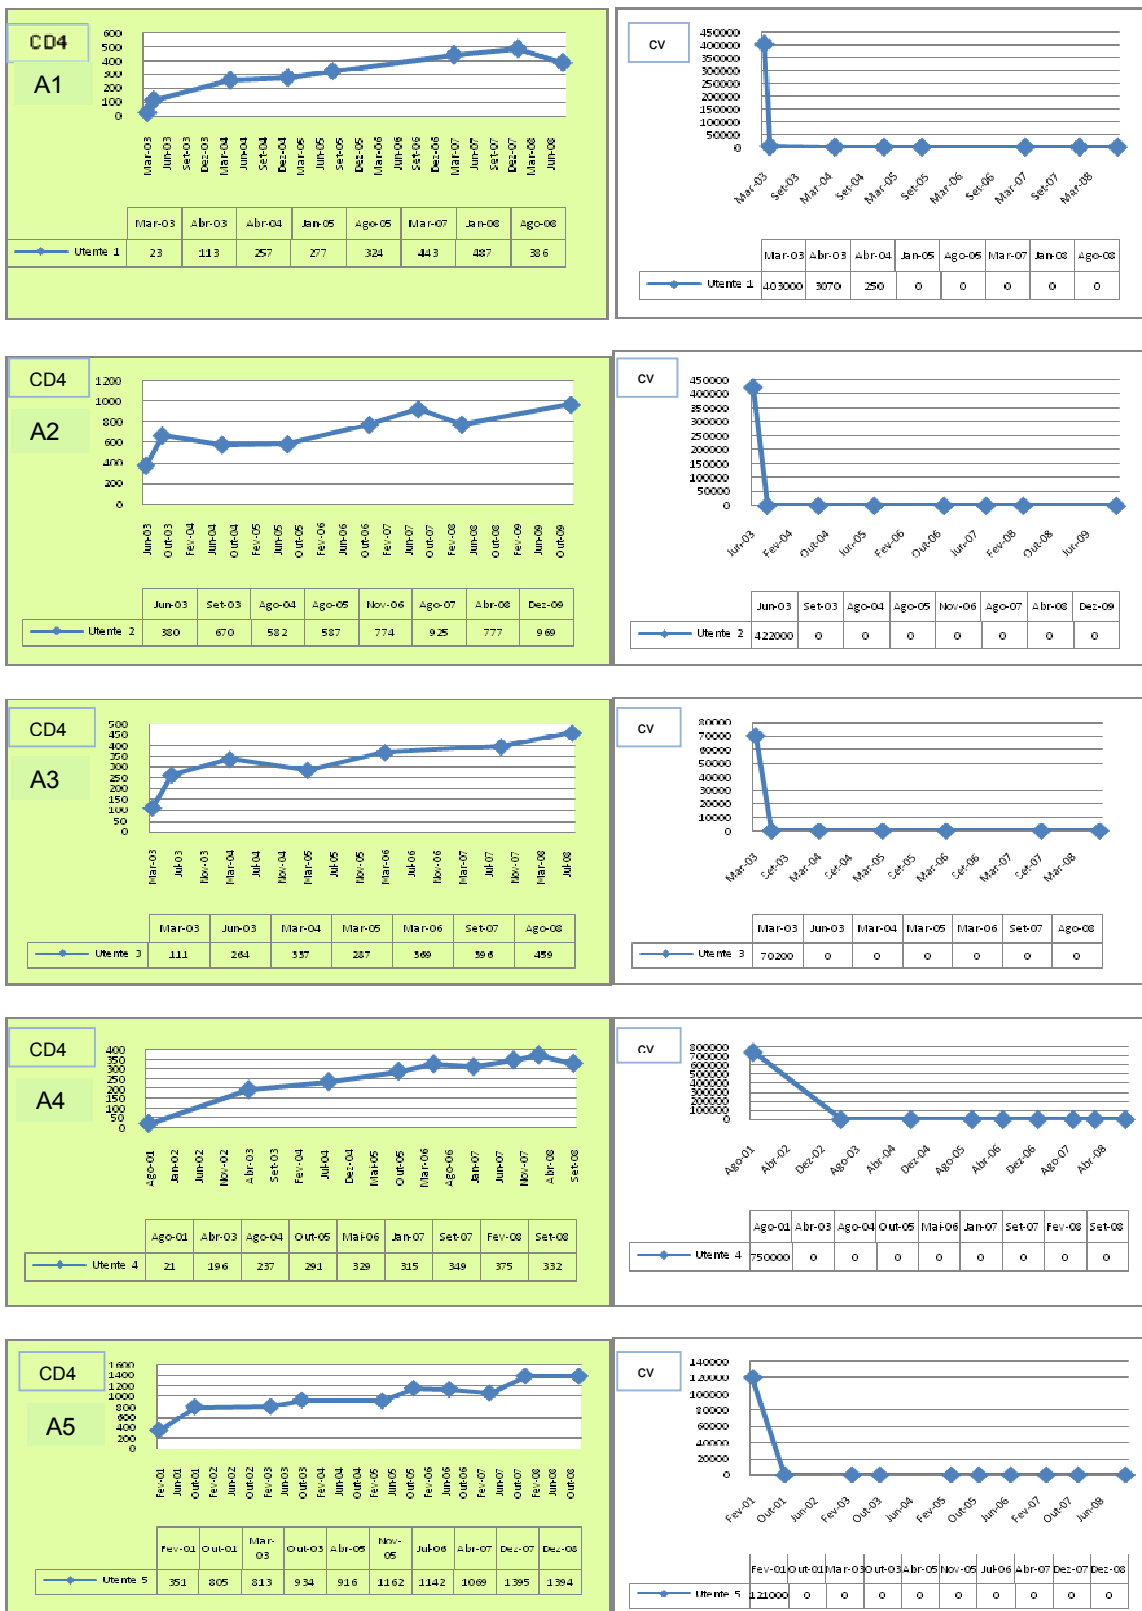 CD4
A1
600
500
400
300
200
100
0
Mar-03 Jun-03 Set-03 Dez-03 Mar-04 Jun-04 Set-04 Dez-04 Mar-05 Jun-05 Set-05 Dez-05 Mar-06 Jun-06 Set-06 Dez-06 Mar-07 Jun-07 Set-07 Dez-07 Mar-08 Jun-08
Mar-03 Abr-03 Abr-04 Jan-05 Ago-05 Mar-07 Jan-08 Ago-08
Utente 1 23 113 257 277 324 443 487 386
CV
450000
400000
350000
300000
250000
200000
150000
100000
50000
0
Mar-03 Set-03 Mar-04 Set-04 Mar-05 Set-05 Mar-06 Set-06 Mar-07 Set-07 Mar-08
Mar-03 Abr-03 Abr-04 Jan-05 Ago-05 Mar-07 Jan-08 Ago-08
Utente 1 403000 3070 250 0 0 0 0 0
CD4
A2
1200
1000
800
600
400
200
0
Jun-03 Out-03 Fev-04 Jun-04 Out-04 Fev-05 Jun-05 Out-05 Fev-06 Jun-06 Out-06 Fev-07 Jun-07 Out-07 Fev-08 Jun-08 Out-08 Fev-09 Jun-09 Out-09
Jun-03 Set-03 Ago-04 Ago-05 Nov-06 Ago-07 Abr-08 Dez-09
Utente 2 380 670 582 587 774 925 777 969
CV
450000
400000
350000
300000
250000
200000
150000
100000
50000
0
Jun-03 Fev-04 Out-04 Jun-05 Fev-06 Out-06 Jun-07 Fev-08 Out-08 Jun-09
Jun-03 Set-03 Ago-04 Ago-05 Nov-06 Ago-07 Abr-08 Dez-09
Utente 2 422000 0 0 0 0 0 0 0
CD4
A3
500
450
400
350
300
250
200
150
100
50
0
Mar-03 Jul-03 Nov-03 Mar-04 Jul-04 Nov-04 Mar-05 Jul-05 Nov-05 Mar-06 Jul-06 Nov-06 Mar-07 Jul-07 Nov-07 Mar-08 Jul-08
Mar-03 Jun-03 Mar-04 Mar-05 Mar-06 Set-07 Ago-08
Utente 3 111 264 337 287 369 396 459
CV
80000
70000
60000
50000
40000
30000
20000
10000
0
Mar-03 Set-03 Mar-04 Set-04 Mar-05 Set-05 Mar-06 Set-06 Mar-07 Set-07 Mar-08
Mar-03 Jun-03 Mar-04 Mar-05 Mar-06 Set-07 Ago-08
Utente 3 70200 0 0 0 0 0 0
CD4
A4
400
350
300
250
200
150
100
50
0
Ago-01 Jan-02 Jun-02 Nov-02 Abr-03 Set-03 Fev-04 Jul-04 Dez-04 Mai-05 Out-05 Mar-06 Ago-06 Jan-07 Jun-07 Nov-07 Abr-08 Set-08
Ago-01 Abr-03 Ago-04 Out-05 Mai-06 Jan-07 Set-07 Fev-08 Set-08
Utente 4 21 196 237 291 329 315 349 375 332
CV
800000
700000
600000
500000
400000
300000
200000
100000
0
Ago-01 Abr-02 Dez-02 Ago-03 Abr-04 Dez-04 Ago-05 Abr-06 Dez-06 Ago-07 Abr-08
Ago-01 Abr-03 Ago-04 Out-05 Mai-06 Jan-07 Set-07 Fev-08 Set-08
Utente 4 750000 0 0 0 0 0 0 0 0
CD4
A5
1600
1400
1200
1000
800
600
400
200
0
Fev-01 Jun-01 Out-01 Fev-02 Jun-02 Out-02 Fev-03 Jun-03 Out-03 Fev-04 Jun-04 Out-04 Fev-05 Jun-05 Out-05 Fev-06 Jun-06 Out-06 Fev-07 Jun-07 Out-07 Fev-08 Jun-08 Out-08
Fev-01 Out-01 Mar-03 Out-03 Abr-05 Nov-05 Jul-06 Abr-07 Dez-07 Dez-08
Utente 5 351 805 813 934 916 1162 1142 1069 1395 1394
CV
140000
120000
100000
80000
60000
40000
20000
0
Fev-01 Out-01 Jun-02 Fev-03 Out-03 Jun-04 Fev-05 Out-05 Jun-06 Fev-07 Out-07
Fev-01 Out-01 Mar-03 Out-03 Abr-05 Nov-05 Jul-06 Abr-07 Dez-07 Dez-08
Utente 5 121000 0 0 0 0 0 0 0 0 0